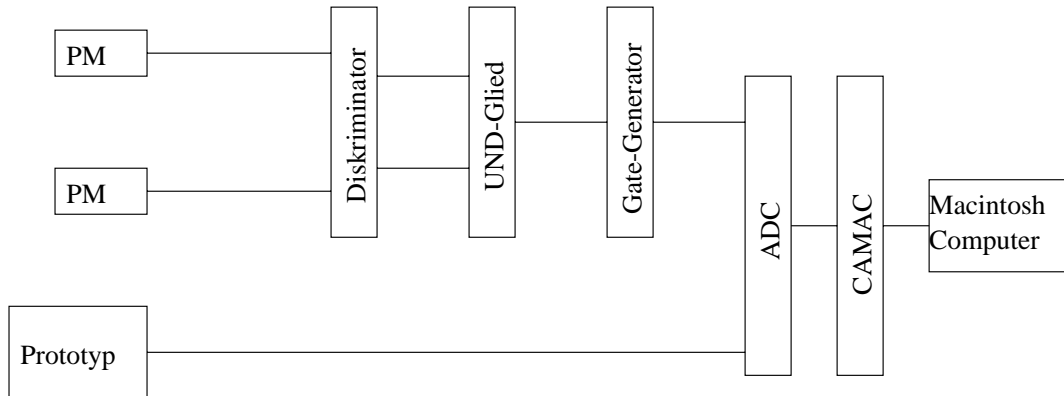 PM
PM
Diskriminator
UND-Glied
Gate-Generator
ADC
CAMAC
Macintosh
Computer
Prototyp